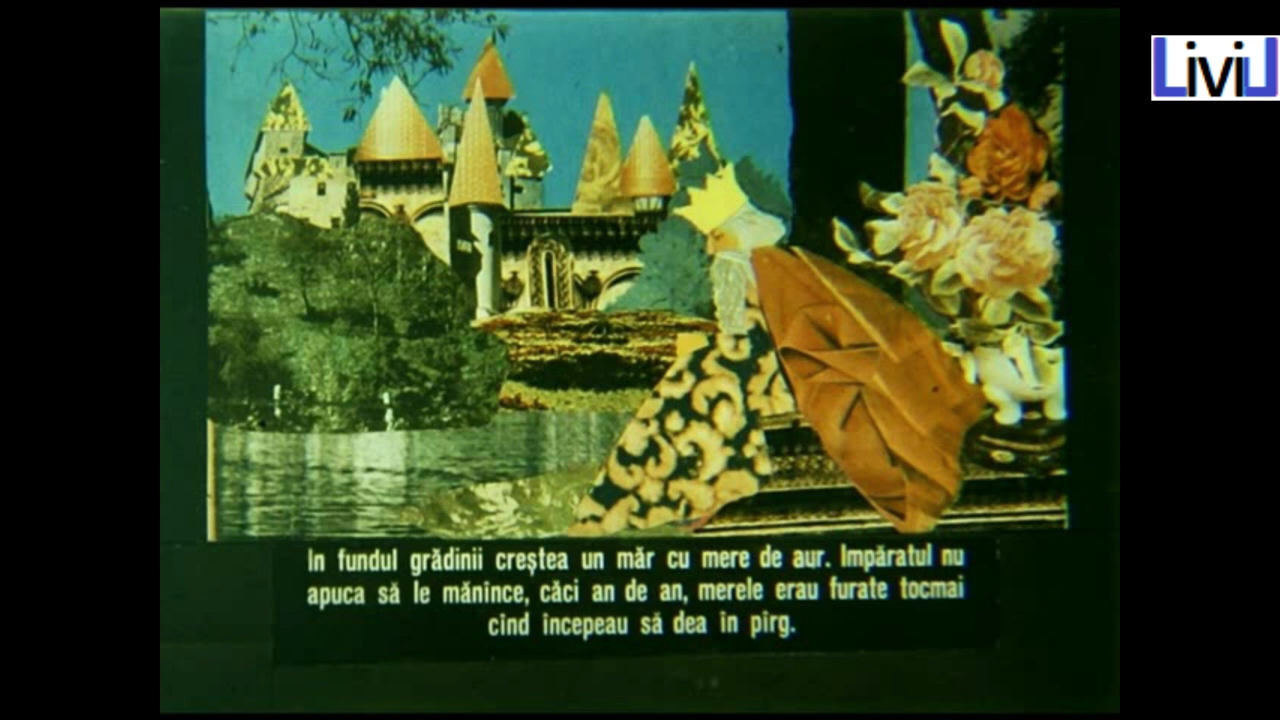 LiviU
In fundul grădinii creștea un măr cu mere de aur. Impăratul nu
apuca să le mănince, căci an de an, merele erau furate tocmai
cînd incepeau să dea in pîrg.